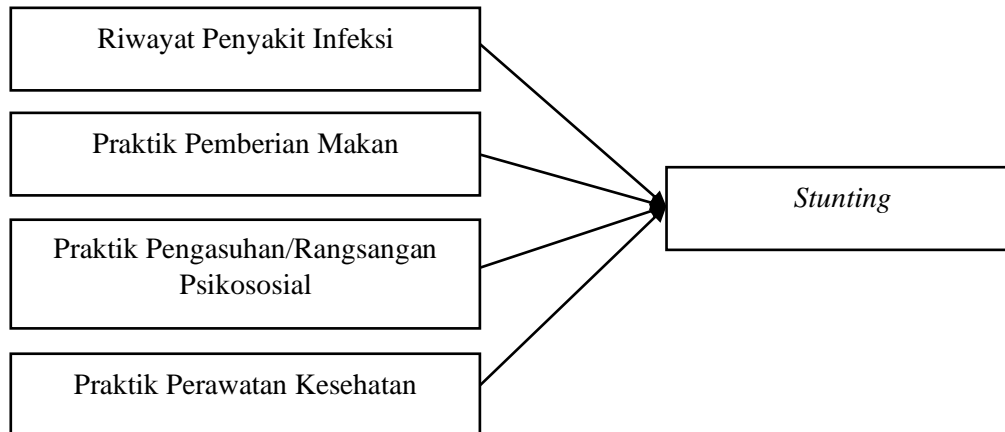 Riwayat Penyakit Infeksi
Praktik Pemberian Makan
Praktik Pengasuhan/Rangsangan
Psikososial
Praktik Perawatan Kesehatan
Stunting